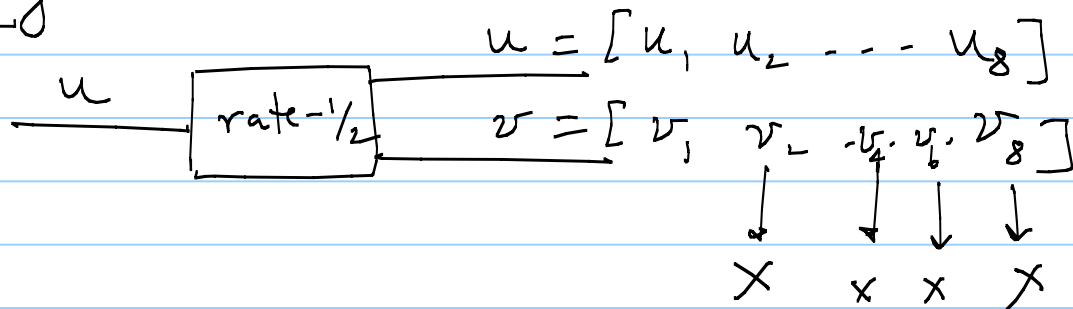 u = [u₁ u₂ - - - - u₈]
u
rate-1/2
v = [v₁ v₂ .v₄. v₆. v₈]
x x x x